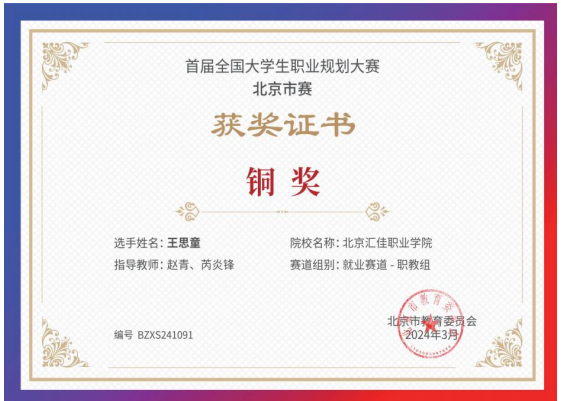 首届全国大学生职业规划大赛
北京市赛
获奖证书
铜奖
选手姓名：王思童
院校名称：北京汇佳职业学院
指导教师：赵青、芮炎锋
赛道组别：就业赛道 - 职教组
编号 BZXS241091
北京市教育委员会
2024年3月